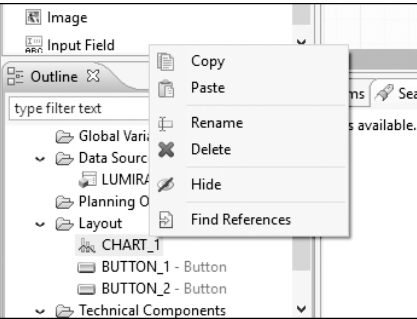 Image
Input Field
Outline
type filter text
Global Varia
Data Sourc
LUMIRA
Planning O
Layout
CHART_1
BUTTON_1 - Button
BUTTON_2 - Button
Technical Components
Copy
Paste
Rename
Delete
Hide
Find References
ms Sea
s available.